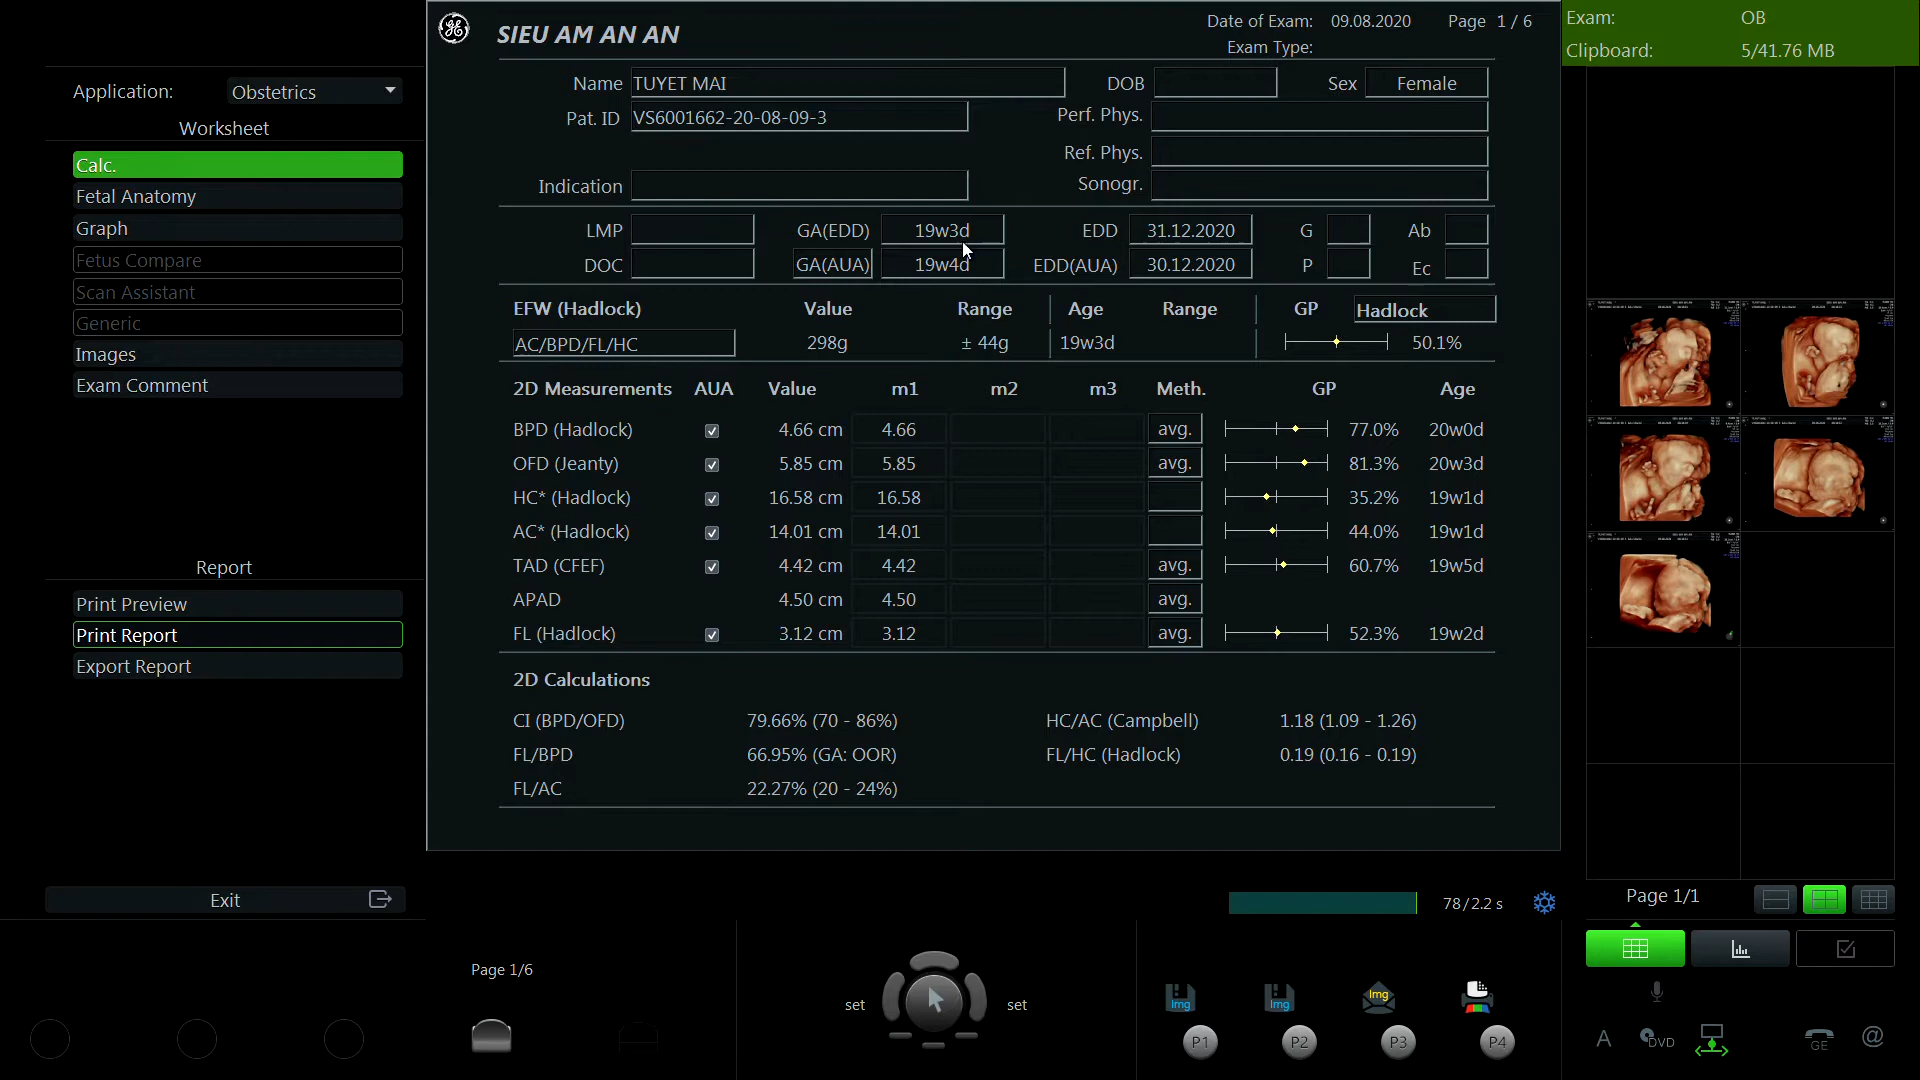 SIEU AM AN AN
Date of Exam: 09.08.2020 Page 1 / 6
Exam Type:
Exam: OB
Clipboard: 5/41.76 MB
Application: Obstetrics
Worksheet
Calc.
Fetal Anatomy
Graph
Fetus Compare
Scan Assistant
Generic
Images
Exam Comment
Report
Print Preview
Print Report
Export Report
Exit
Name TUYET MAI DOB Sex Female
Pat. ID VS6001662-20-08-09-3 Perf. Phys.
Ref. Phys.
Indication Sonogr.
LMP GA(EDD) 19w3d EDD 31.12.2020 G Ab
DOC GA(AUA) 19w4d EDD(AUA) 30.12.2020 P Ec
EFW (Hadlock) Value Range Age Range GP Hadlock
AC/BPD/FL/HC 298g ± 44g 19w3d 50.1%
2D Measurements AUA Value m1 m2 m3 Meth. GP Age
BPD (Hadlock) 4.66 cm 4.66 avg. 77.0% 20w0d
OFD (Jeanty) 5.85 cm 5.85 avg. 81.3% 20w3d
HC* (Hadlock) 16.58 cm 16.58 35.2% 19w1d
AC* (Hadlock) 14.01 cm 14.01 44.0% 19w1d
TAD (CFEF) 4.42 cm 4.42 avg. 60.7% 19w5d
APAD 4.50 cm 4.50 avg.
FL (Hadlock) 3.12 cm 3.12 avg. 52.3% 19w2d
2D Calculations
CI (BPD/OFD) 79.66% (70 - 86%) HC/AC (Campbell) 1.18 (1.09 - 1.26)
FL/BPD 66.95% (GA: OOR) FL/HC (Hadlock) 0.19 (0.16 - 0.19)
FL/AC 22.27% (20 - 24%)
78/2.2 s
Page 1/1
Page 1/6
set set
Img Img Img
P1 P2 P3 P4
A DVD GE @